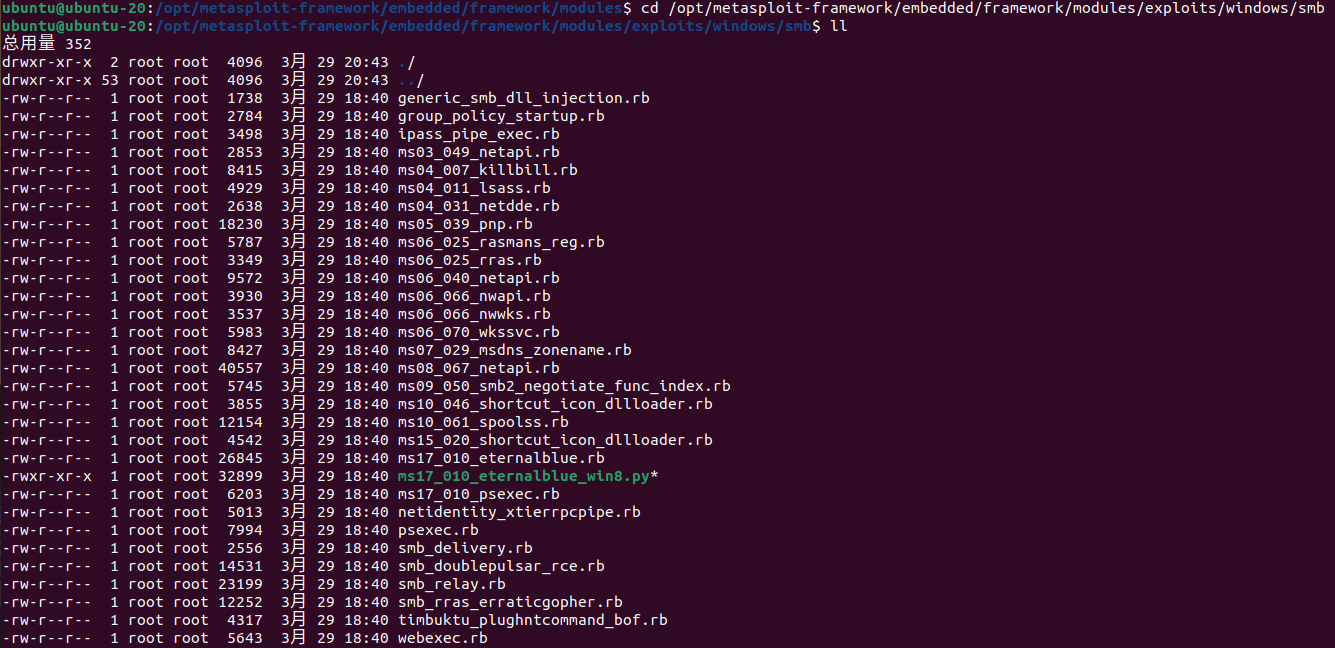 ubuntu@ubuntu-20:/opt/metasploit-framework/embedded/framework/modules$ cd /opt/metasploit-framework/embedded/framework/modules/exploits/windows/smb
ubuntu@ubuntu-20:/opt/metasploit-framework/embedded/framework/modules/exploits/windows/smb$ ll
总用量 352
drwxr-xr-x  2 root root  4096  3月 29 20:43 ./
drwxr-xr-x 53 root root  4096  3月 29 20:43 ../
-rw-r--r--  1 root root  1738  3月 29 18:40 generic_smb_dll_injection.rb
-rw-r--r--  1 root root  2784  3月 29 18:40 group_policy_startup.rb
-rw-r--r--  1 root root  3498  3月 29 18:40 ipass_pipe_exec.rb
-rw-r--r--  1 root root  2853  3月 29 18:40 ms03_049_netapi.rb
-rw-r--r--  1 root root  8415  3月 29 18:40 ms04_007_killbill.rb
-rw-r--r--  1 root root  4929  3月 29 18:40 ms04_011_lsass.rb
-rw-r--r--  1 root root  2638  3月 29 18:40 ms04_031_netdde.rb
-rw-r--r--  1 root root 18230  3月 29 18:40 ms05_039_pnp.rb
-rw-r--r--  1 root root  5787  3月 29 18:40 ms06_025_rasmans_reg.rb
-rw-r--r--  1 root root  3349  3月 29 18:40 ms06_025_rras.rb
-rw-r--r--  1 root root  9572  3月 29 18:40 ms06_040_netapi.rb
-rw-r--r--  1 root root  3930  3月 29 18:40 ms06_066_nwapi.rb
-rw-r--r--  1 root root  3537  3月 29 18:40 ms06_066_nwwks.rb
-rw-r--r--  1 root root  5983  3月 29 18:40 ms06_070_wkssvc.rb
-rw-r--r--  1 root root  8427  3月 29 18:40 ms07_029_msdns_zonename.rb
-rw-r--r--  1 root root 40557  3月 29 18:40 ms08_067_netapi.rb
-rw-r--r--  1 root root  5745  3月 29 18:40 ms09_050_smb2_negotiate_func_index.rb
-rw-r--r--  1 root root  3855  3月 29 18:40 ms10_046_shortcut_icon_dllloader.rb
-rw-r--r--  1 root root 12154  3月 29 18:40 ms10_061_spoolss.rb
-rw-r--r--  1 root root  4542  3月 29 18:40 ms15_020_shortcut_icon_dllloader.rb
-rw-r--r--  1 root root 26845  3月 29 18:40 ms17_010_eternalblue.rb
-rwxr-xr-x  1 root root 32899  3月 29 18:40 ms17_010_eternalblue_win8.py*
-rw-r--r--  1 root root  6203  3月 29 18:40 ms17_010_psexec.rb
-rw-r--r--  1 root root  5013  3月 29 18:40 netidentity_xtierrpcpipe.rb
-rw-r--r--  1 root root  7994  3月 29 18:40 psexec.rb
-rw-r--r--  1 root root  2556  3月 29 18:40 smb_delivery.rb
-rw-r--r--  1 root root 14531  3月 29 18:40 smb_doublepulsar_rce.rb
-rw-r--r--  1 root root 23199  3月 29 18:40 smb_relay.rb
-rw-r--r--  1 root root 12252  3月 29 18:40 smb_rras_erraticgopher.rb
-rw-r--r--  1 root root  4317  3月 29 18:40 timbuktu_plughntcommand_bof.rb
-rw-r--r--  1 root root  5643  3月 29 18:40 webexec.rb